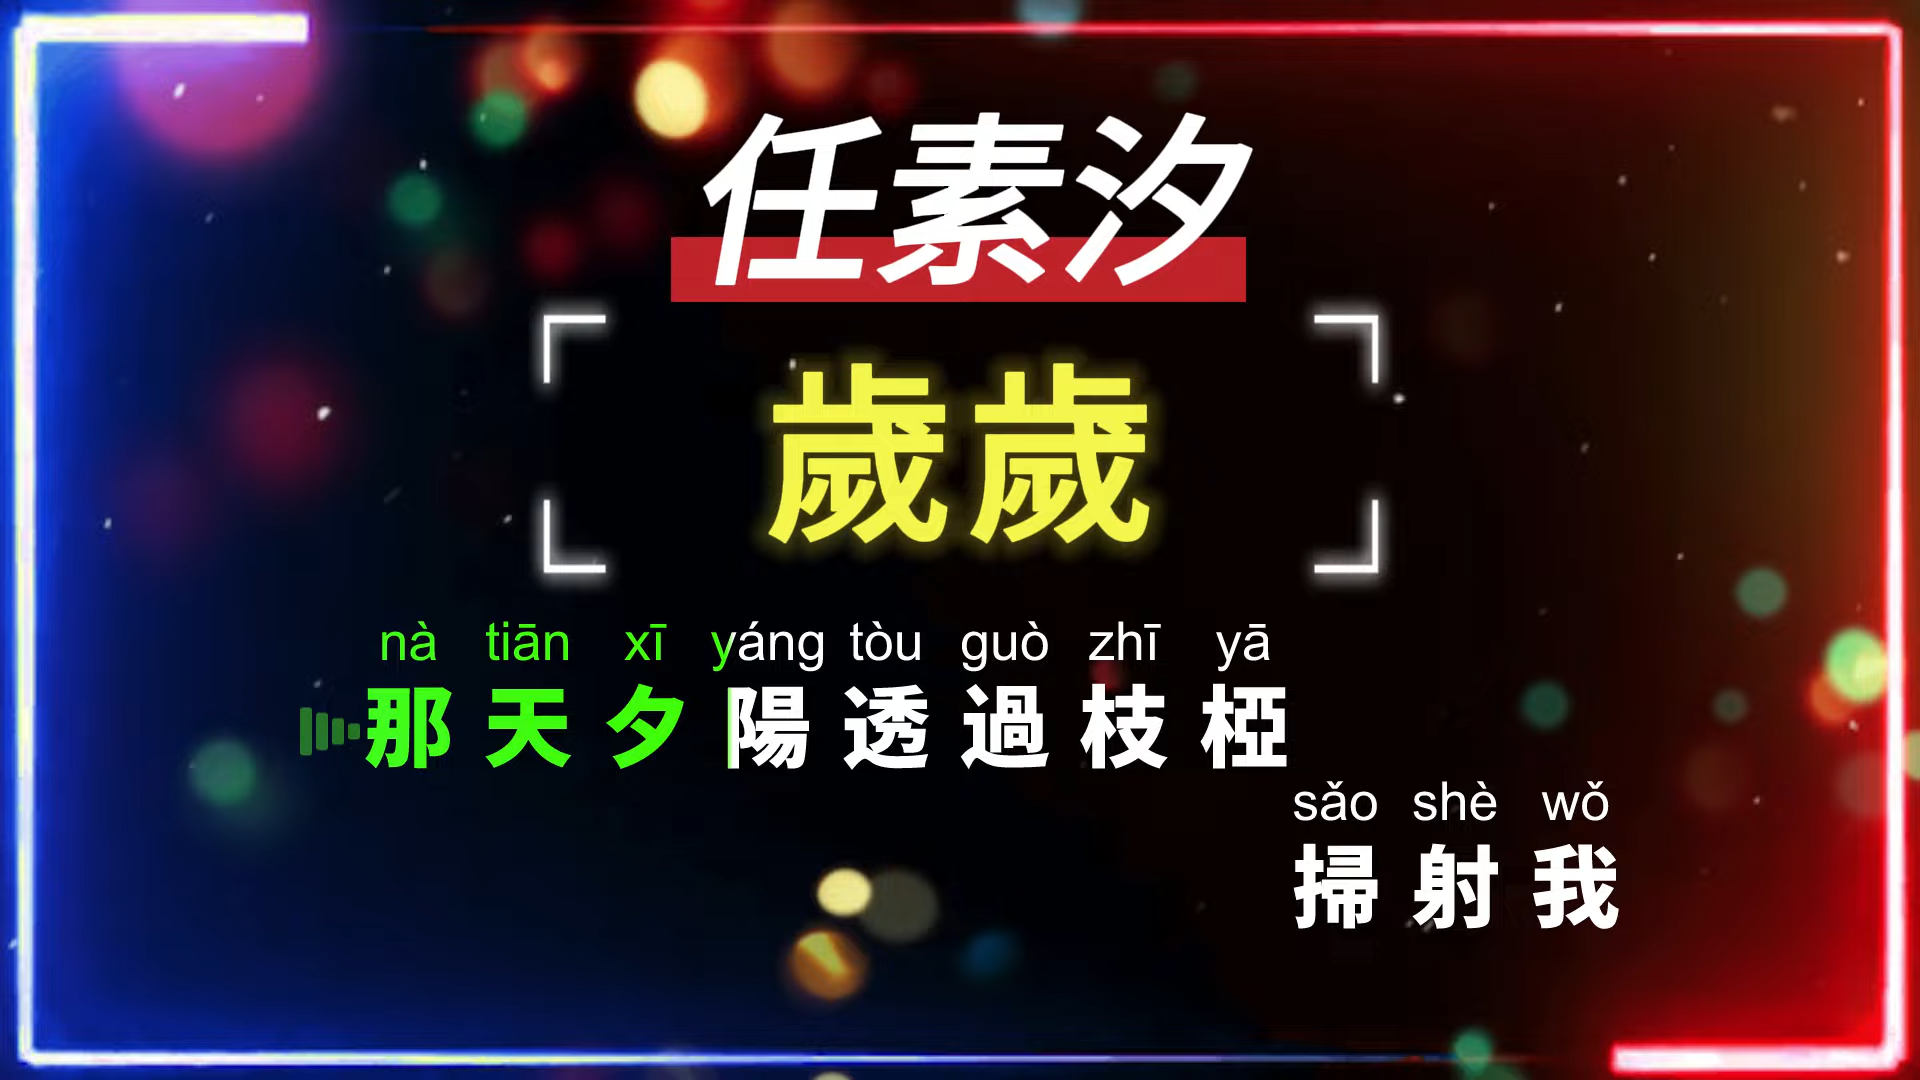 任素汐
歲歲
nà tiān xī yáng tòu guò zhī yā
那天夕陽透過枝椏
sǎo shè wǒ
掃射我